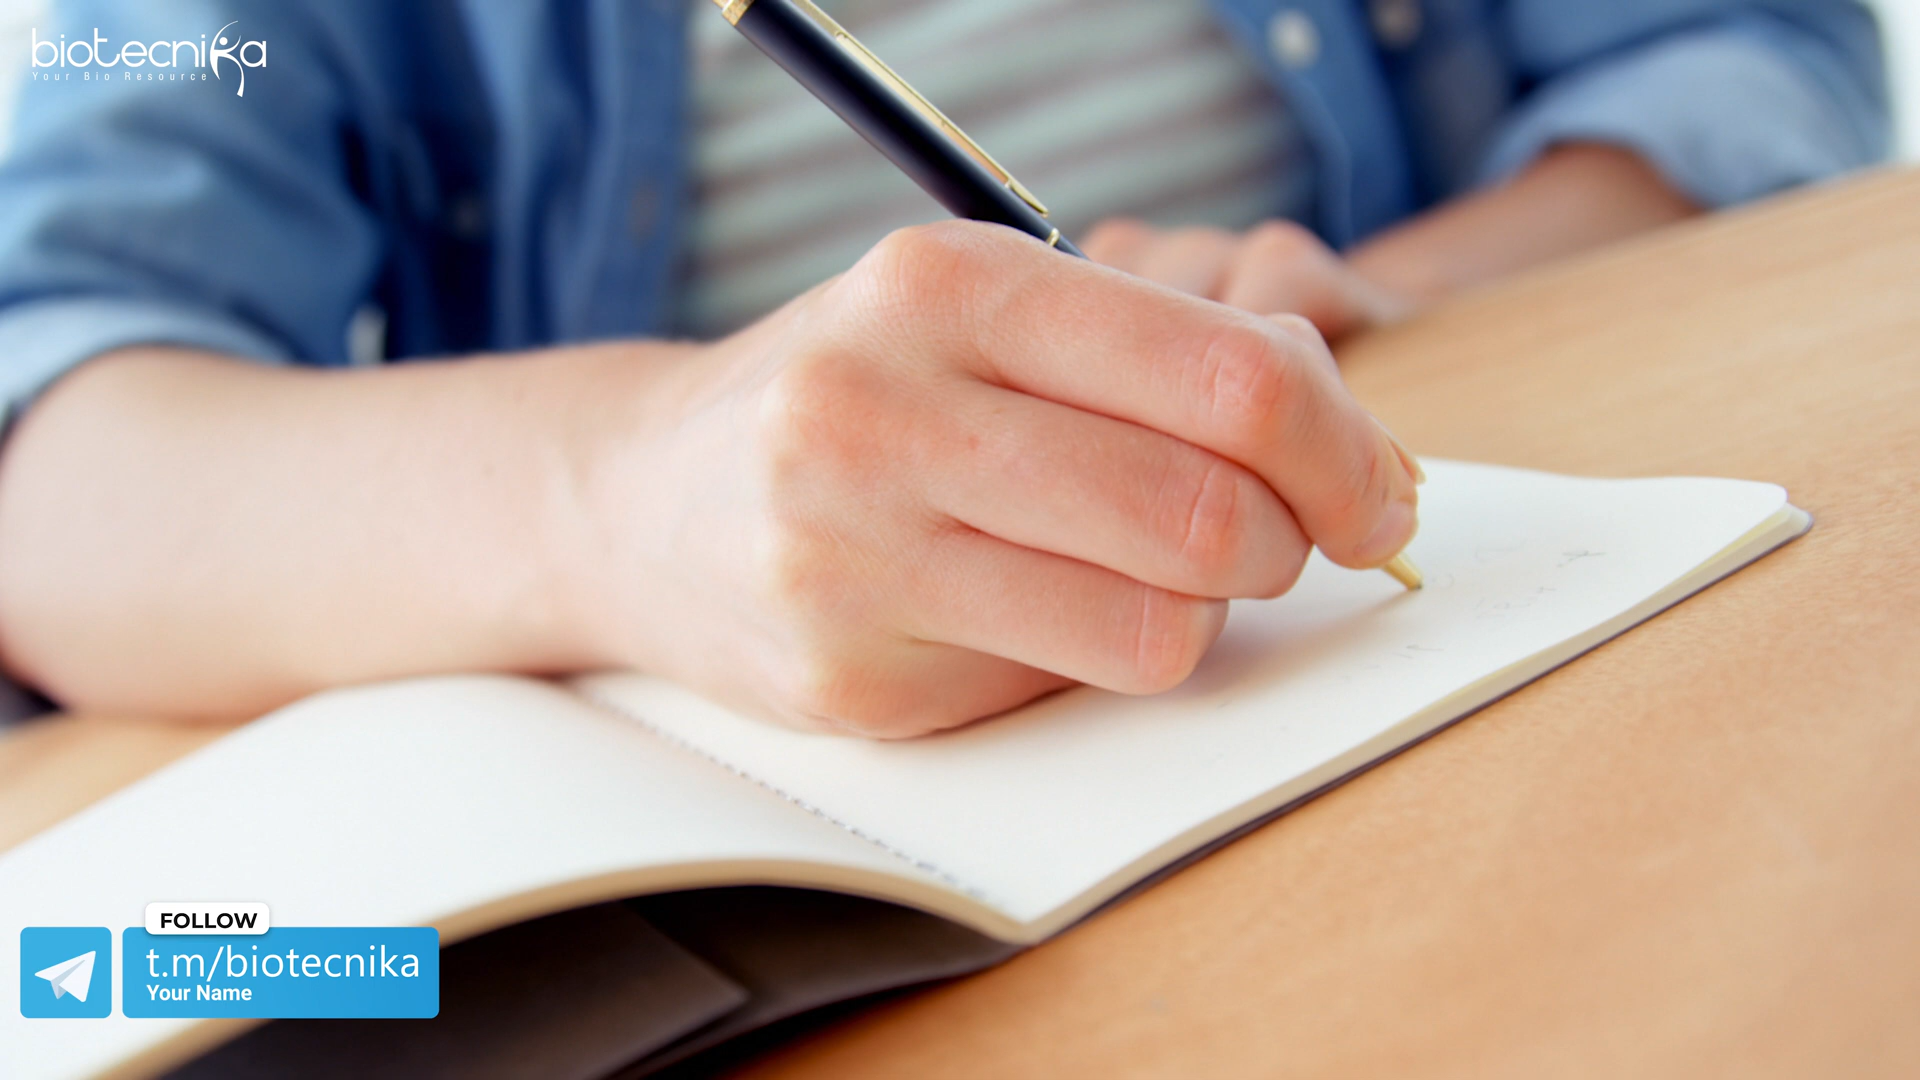 biotecnika
Your Bio Resource
FOLLOW
t.m/biotecnika
Your Name